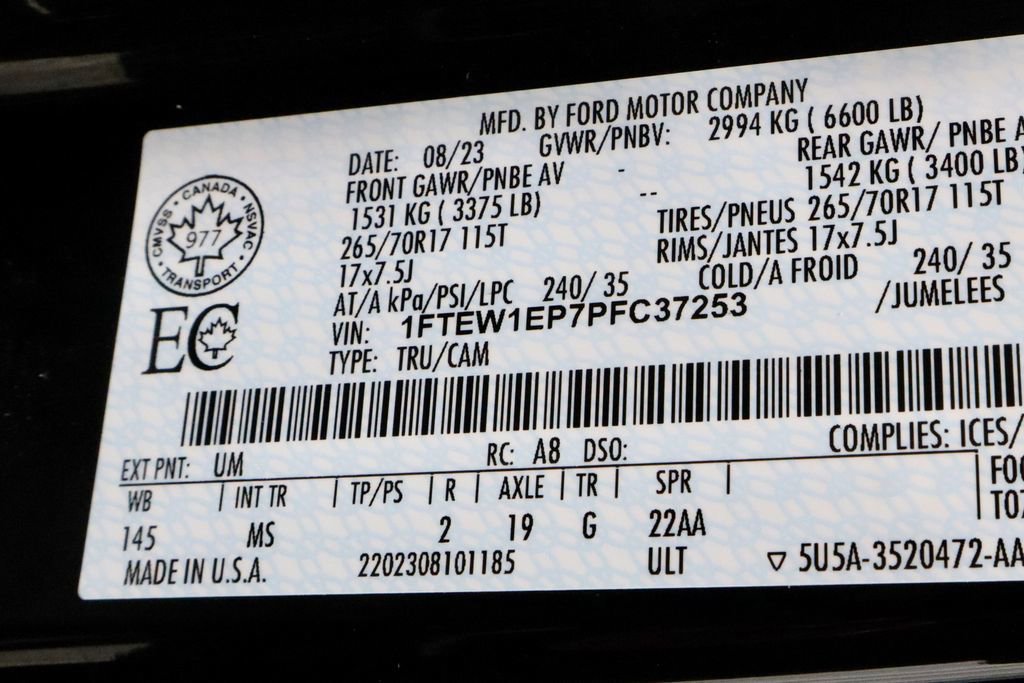 MFD. BY FORD MOTOR COMPANY
DATE: 08/23 GVWR/PNBV: 2994 KG ( 6600 LB)
FRONT GAWR/PNBE AV - REAR GAWR/ PNBE A
1531 KG ( 3375 LB) -- 1542 KG ( 3400 LB)
265/70R17 115T TIRES/PNEUS 265/70R17 115T
17x7.5J RIMS/JANTES 17x7.5J
AT/A kPa/PSI/LPC 240/ 35 COLD/A FROID 240/ 35
VIN: 1FTEW1EP7PFC37253 /JUMELEES
TYPE: TRU/CAM
CANADA
CMVSS NSVAC
977
TRANSPORT
EC
COMPLIES: ICES/
EXT PNT: UM RC: A8 DSO:
WB INT TR TP/PS R AXLE TR SPR
145 MS 2 19 G 22AA
MADE IN U.S.A. 2202308101185 ULT ▽ 5U5A-3520472-AA